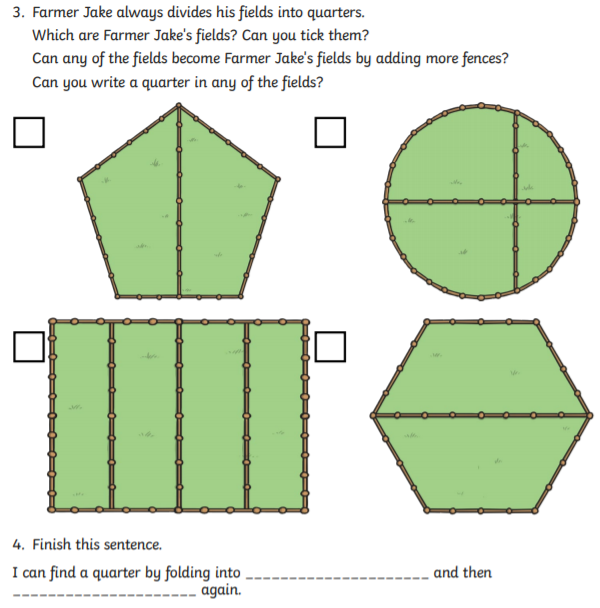 3. Farmer Jake always divides his fields into quarters.
Which are Farmer Jake's fields? Can you tick them?
Can any of the fields become Farmer Jake's fields by adding more fences?
Can you write a quarter in any of the fields?
4. Finish this sentence.
I can find a quarter by folding into _____________________ and then
_____________________ again.